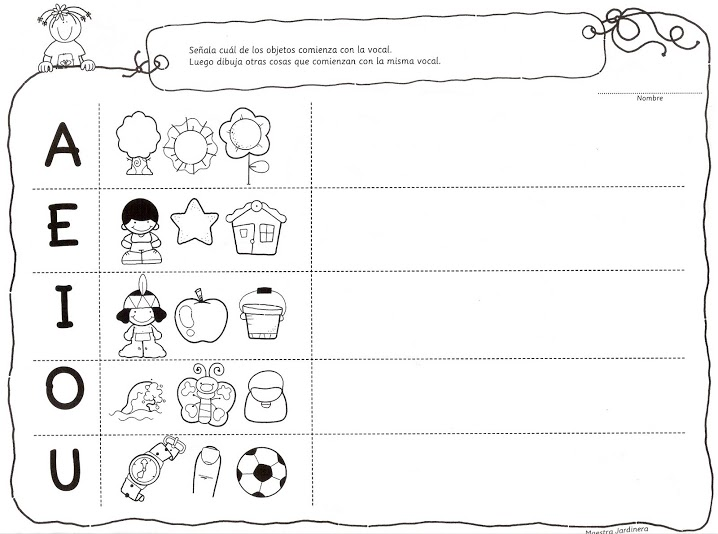 Señala cuál de los objetos comienza con la vocal.
Luego dibuja otras cosas que comienzan con la misma vocal.
Nombre
A
E
I
O
U
Maestra Jardinera